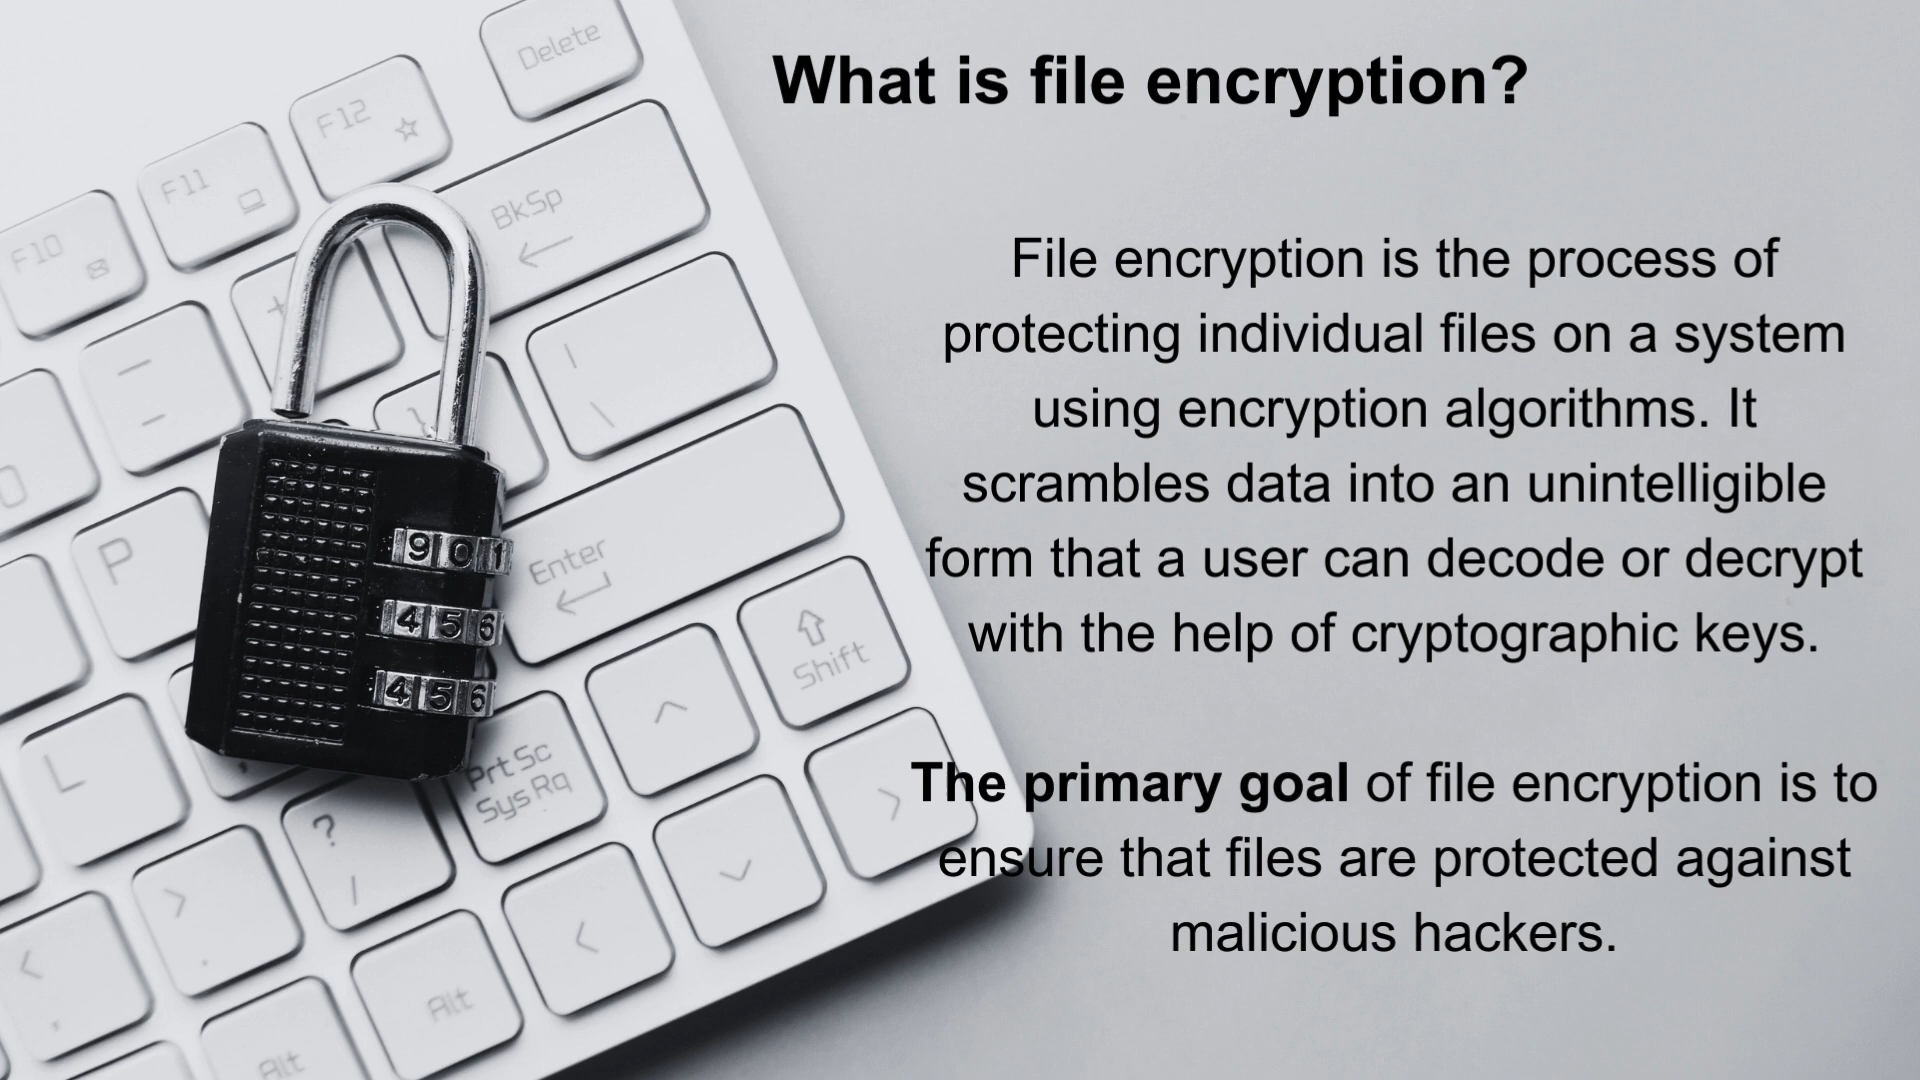 What is file encryption?
File encryption is the process of
protecting individual files on a system
using encryption algorithms. It
scrambles data into an unintelligible
form that a user can decode or decrypt
with the help of cryptographic keys.
The primary goal of file encryption is to
ensure that files are protected against
malicious hackers.
Delete
F12
F11
F10
BkSp
+
|
\
}
P
Enter
Shift
9 0 1
4 5 6
4 5 6
L
Prt Sc
Sys Rq
?
/
>
.
<
,
Alt
Alt